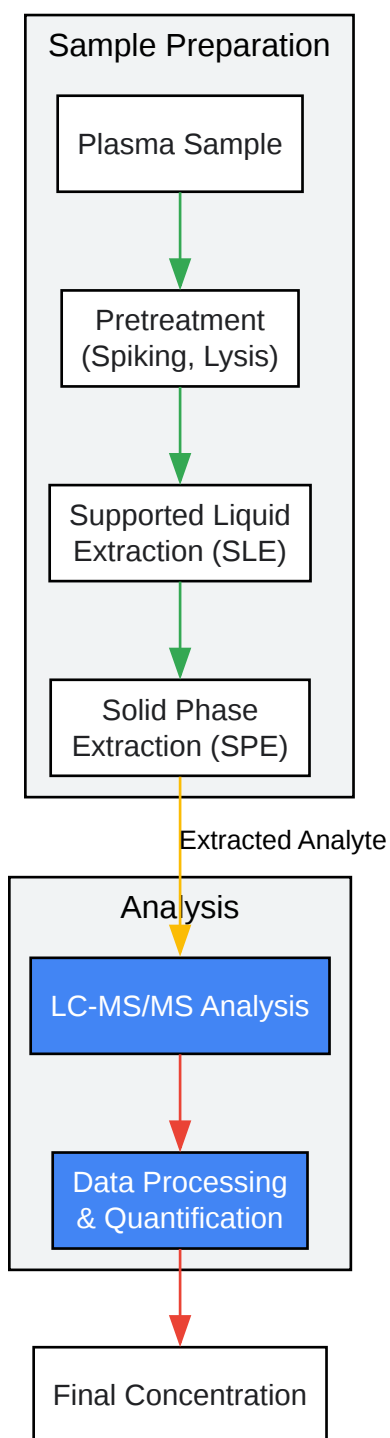 Sample Preparation
Plasma Sample
Pretreatment
(Spiking, Lysis)
Supported Liquid
Extraction (SLE)
Solid Phase
Extraction (SPE)
Extracted Analyte
Analysis
LC-MS/MS Analysis
Data Processing
& Quantification
Final Concentration